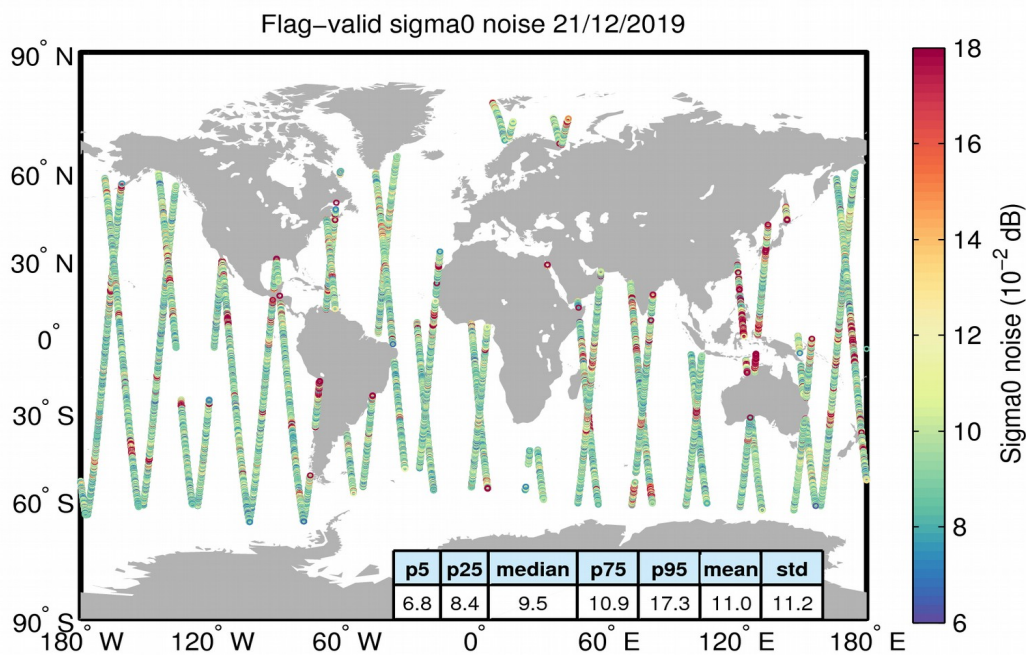 Flag−valid sigma0 noise 21/12/2019
90° N
60° N
30° N
0°
30° S
60° S
90° S
180° W
120° W
60° W
0°
60° E
120° E
180° E
p5 p25 median p75 p95 mean std
6.8 8.4 9.5 10.9 17.3 11.0 11.2
18
16
14
12
10
8
6
Sigma0 noise (10⁻² dB)